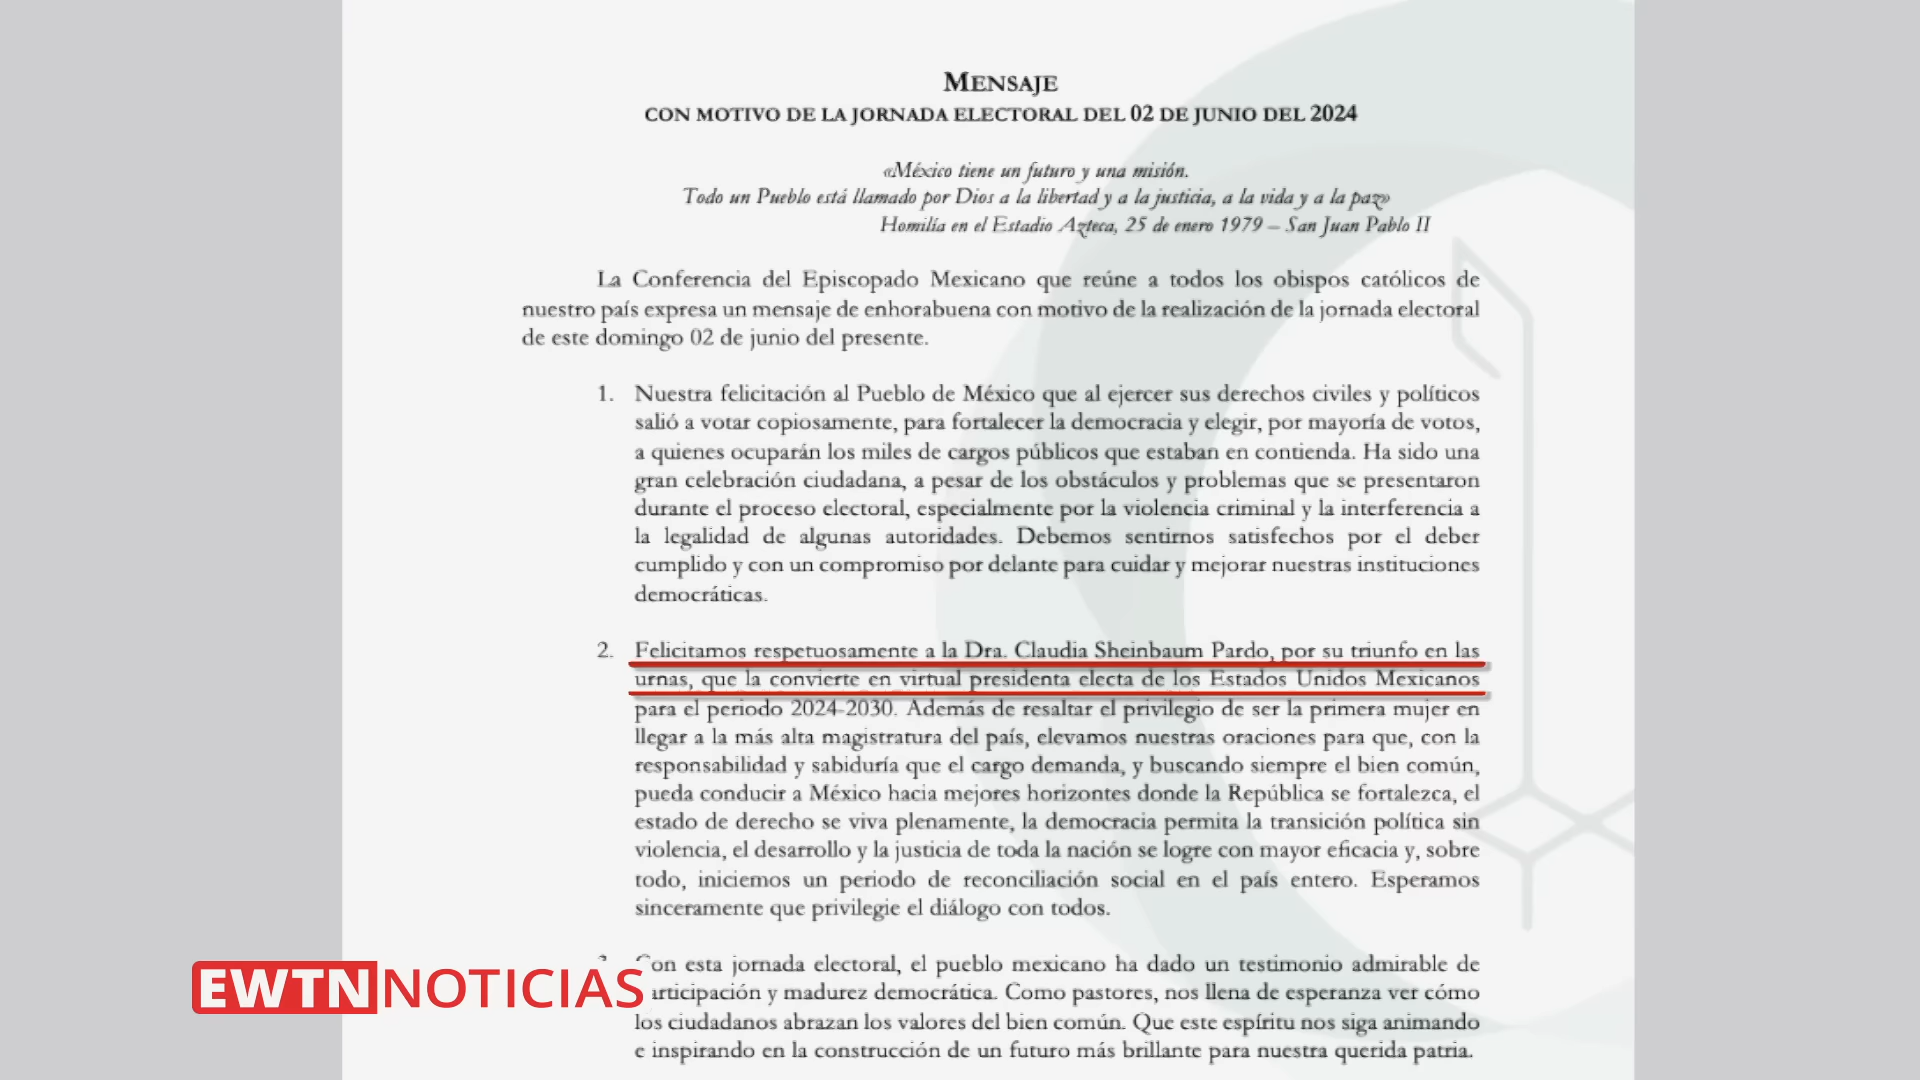 MENSAJE
CON MOTIVO DE LA JORNADA ELECTORAL DEL 02 DE JUNIO DEL 2024
«México tiene un futuro y una misión.
Todo un Pueblo está llamado por Dios a la libertad y a la justicia, a la vida y a la paz»
Homilía en el Estadio Azteca, 25 de enero 1979 – San Juan Pablo II
La Conferencia del Episcopado Mexicano que reúne a todos los obispos católicos de
nuestro país expresa un mensaje de enhorabuena con motivo de la realización de la jornada electoral
de este domingo 02 de junio del presente.
1. Nuestra felicitación al Pueblo de México que al ejercer sus derechos civiles y políticos
salió a votar copiosamente, para fortalecer la democracia y elegir, por mayoría de votos,
a quienes ocuparán los miles de cargos públicos que estaban en contienda. Ha sido una
gran celebración ciudadana, a pesar de los obstáculos y problemas que se presentaron
durante el proceso electoral, especialmente por la violencia criminal y la interferencia a
la legalidad de algunas autoridades. Debemos sentirnos satisfechos por el deber
cumplido y con un compromiso por delante para cuidar y mejorar nuestras instituciones
democráticas.
2. Felicitamos respetuosamente a la Dra. Claudia Sheinbaum Pardo, por su triunfo en las
urnas, que la convierte en virtual presidenta electa de los Estados Unidos Mexicanos
para el periodo 2024-2030. Además de resaltar el privilegio de ser la primera mujer en
llegar a la más alta magistratura del país, elevamos nuestras oraciones para que, con la
responsabilidad y sabiduría que el cargo demanda, y buscando siempre el bien común,
pueda conducir a México hacia mejores horizontes donde la República se fortalezca, el
estado de derecho se viva plenamente, la democracia permita la transición política sin
violencia, el desarrollo y la justicia de toda la nación se logre con mayor eficacia y, sobre
todo, iniciemos un periodo de reconciliación social en el país entero. Esperamos
sinceramente que privilegie el diálogo con todos.
Con esta jornada electoral, el pueblo mexicano ha dado un testimonio admirable de
articipación y madurez democrática. Como pastores, nos llena de esperanza ver cómo
los ciudadanos abrazan los valores del bien común. Que este espíritu nos siga animando
e inspirando en la construcción de un futuro más brillante para nuestra querida patria.
EWTN NOTICIAS